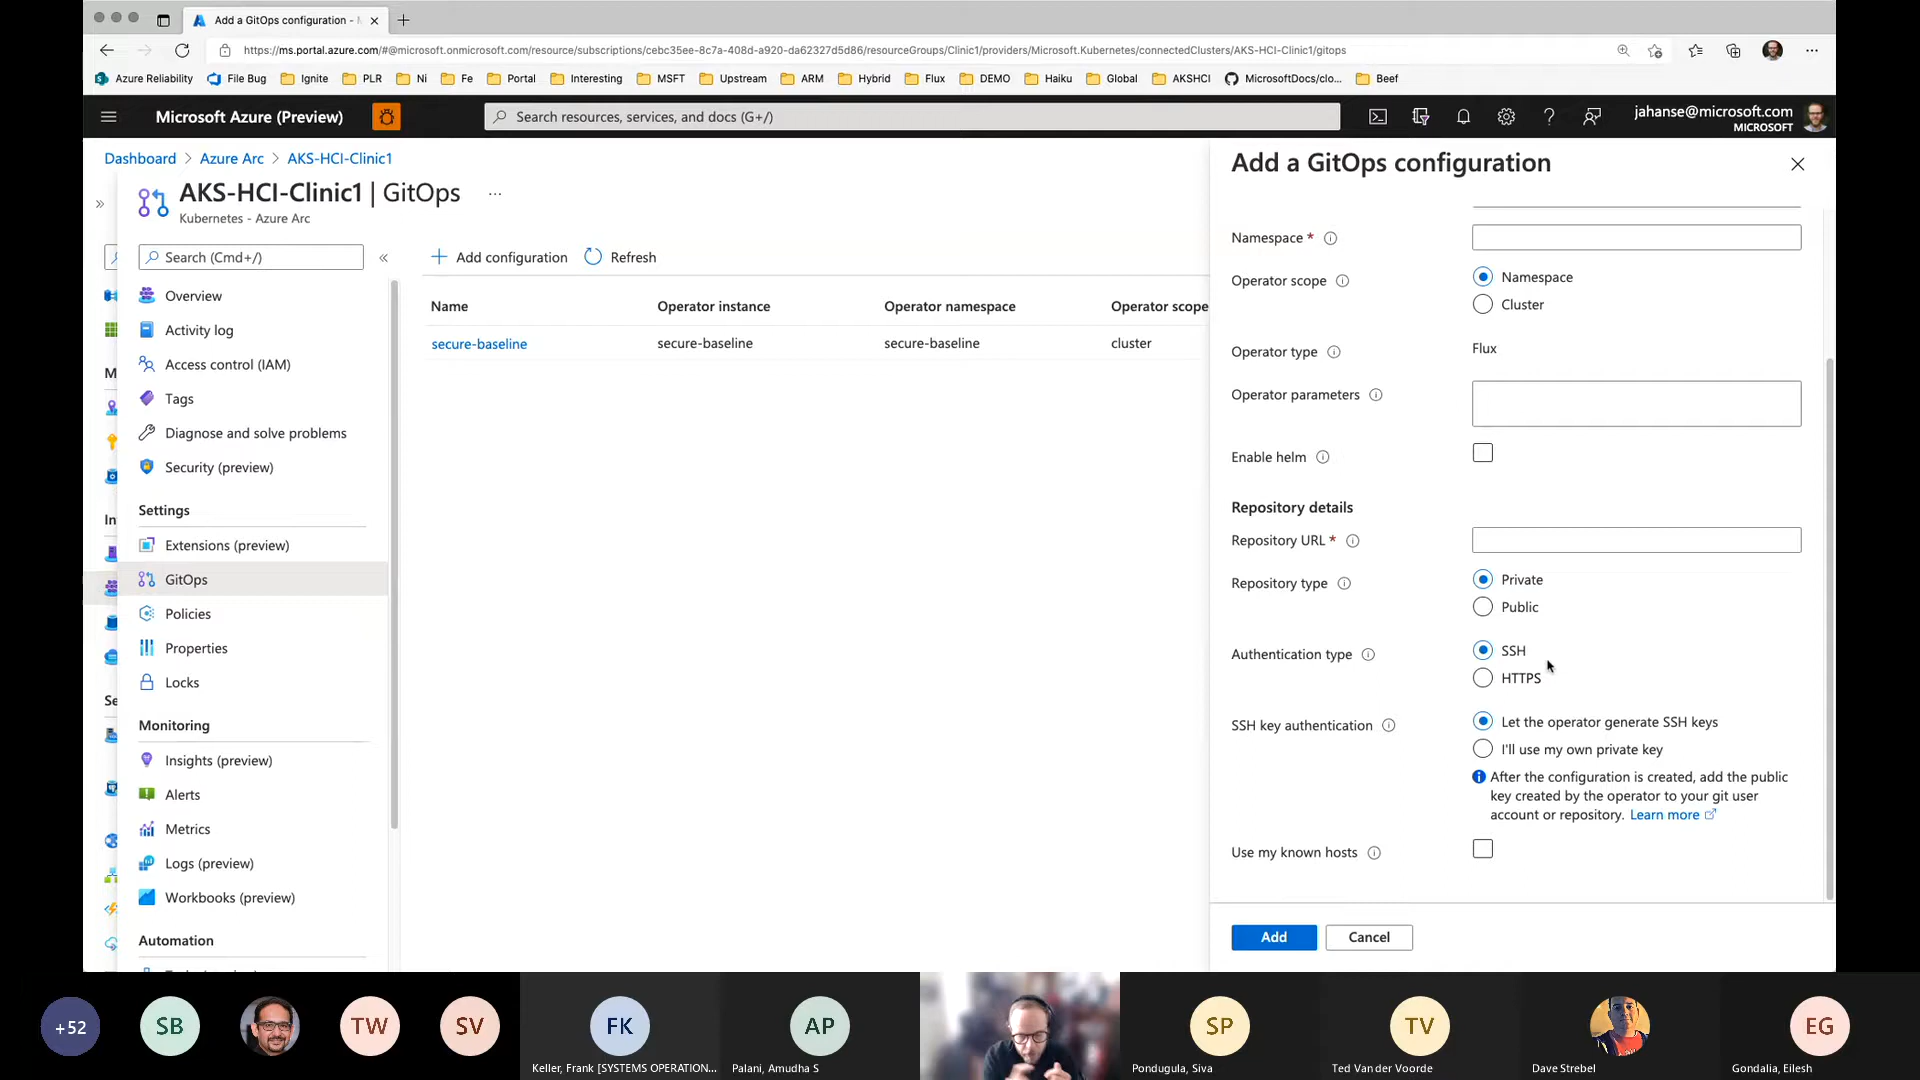 Add a GitOps configuration -
https://ms.portal.azure.com/#@microsoft.onmicrosoft.com/resource/subscriptions/cebc35ee-8c7a-408d-a920-da62327d5d86/resourceGroups/Clinic1/providers/Microsoft.Kubernetes/connectedClusters/AKS-HCI-Clinic1/gitops
Azure Reliability File Bug Ignite PLR Ni Fe Portal Interesting MSFT Upstream ARM Hybrid Flux DEMO Haiku Global AKSHCI MicrosoftDocs/clo... Beef
Microsoft Azure (Preview)
Search resources, services, and docs (G+/)
jahanse@microsoft.com
MICROSOFT
Dashboard > Azure Arc > AKS-HCI-Clinic1
AKS-HCI-Clinic1 | GitOps ...
Kubernetes - Azure Arc
Search (Cmd+/)
Overview
Activity log
Access control (IAM)
Tags
Diagnose and solve problems
Security (preview)
Settings
Extensions (preview)
GitOps
Policies
Properties
Locks
Monitoring
Insights (preview)
Alerts
Metrics
Logs (preview)
Workbooks (preview)
Automation
M
In
Se
Add configuration Refresh
Name Operator instance Operator namespace Operator scope
secure-baseline secure-baseline secure-baseline cluster
Add a GitOps configuration
Namespace *
Operator scope
Namespace
Cluster
Operator type
Flux
Operator parameters
Enable helm
Repository details
Repository URL *
Repository type
Private
Public
Authentication type
SSH
HTTPS
SSH key authentication
Let the operator generate SSH keys
I'll use my own private key
After the configuration is created, add the public
key created by the operator to your git user
account or repository. Learn more
Use my known hosts
Add Cancel
+52 SB TW SV FK AP SP TV EG
Keller, Frank [SYSTEMS OPERATION... Palani, Amudha S Pondugula, Siva Ted Van der Voorde Dave Strebel Gondalia, Eilesh